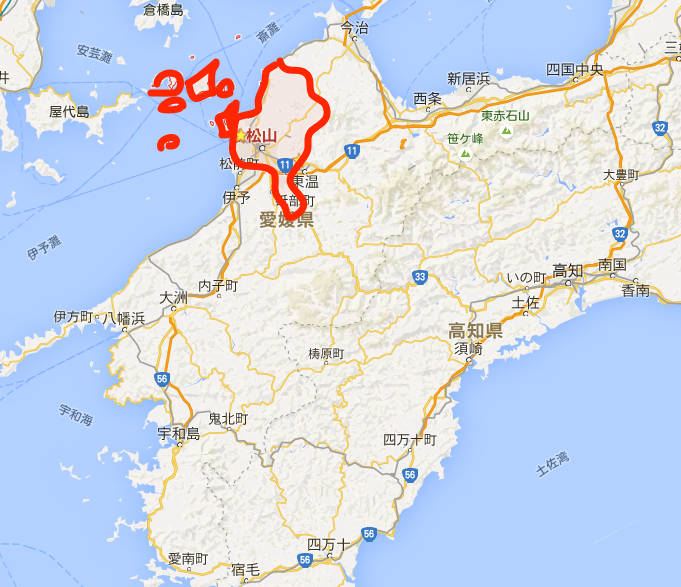 倉橋島
斎灘
今治
安芸灘
三
四国中央
新居浜
井
屋代島
西条
東赤石山
笹ケ峰
松山
32
11
松前町
11
東温
大豊町
伊予
砥部町
愛媛県
32
伊予灘
33
高知
南国
いの町
内子町
香南
大洲
土佐
伊方町
八幡浜
高知県
須崎
梼原町
56
宇和海
鬼北町
宇和島
四万十町
土佐湾
56
56
四万十
愛南町
56
宿毛